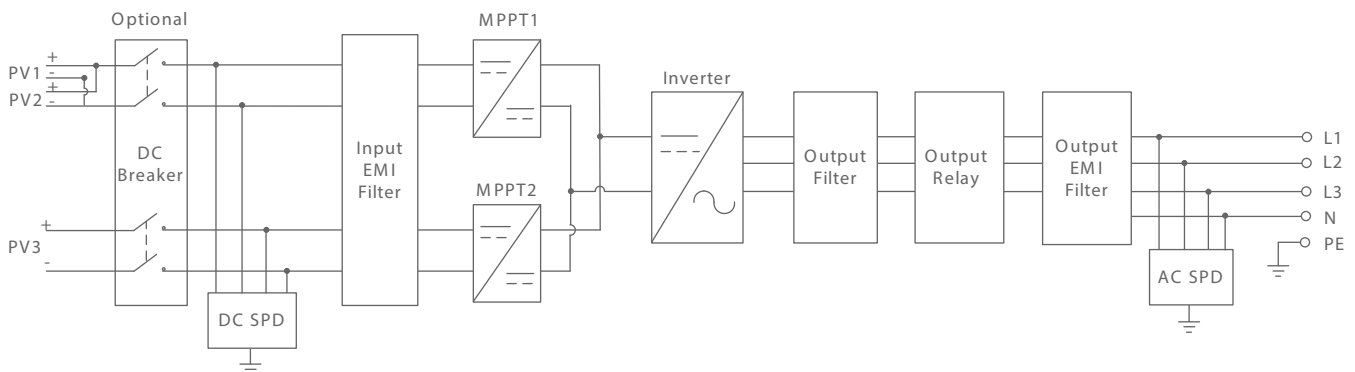 Optional
MPPT1
+
PV1
-
+
PV2
-
Inverter
DC
Breaker
Input
EMI
Filter
Output
Filter
Output
Relay
Output
EMI
Filter
L1
L2
L3
N
PE
MPPT2
+
PV3
-
DC SPD
AC SPD